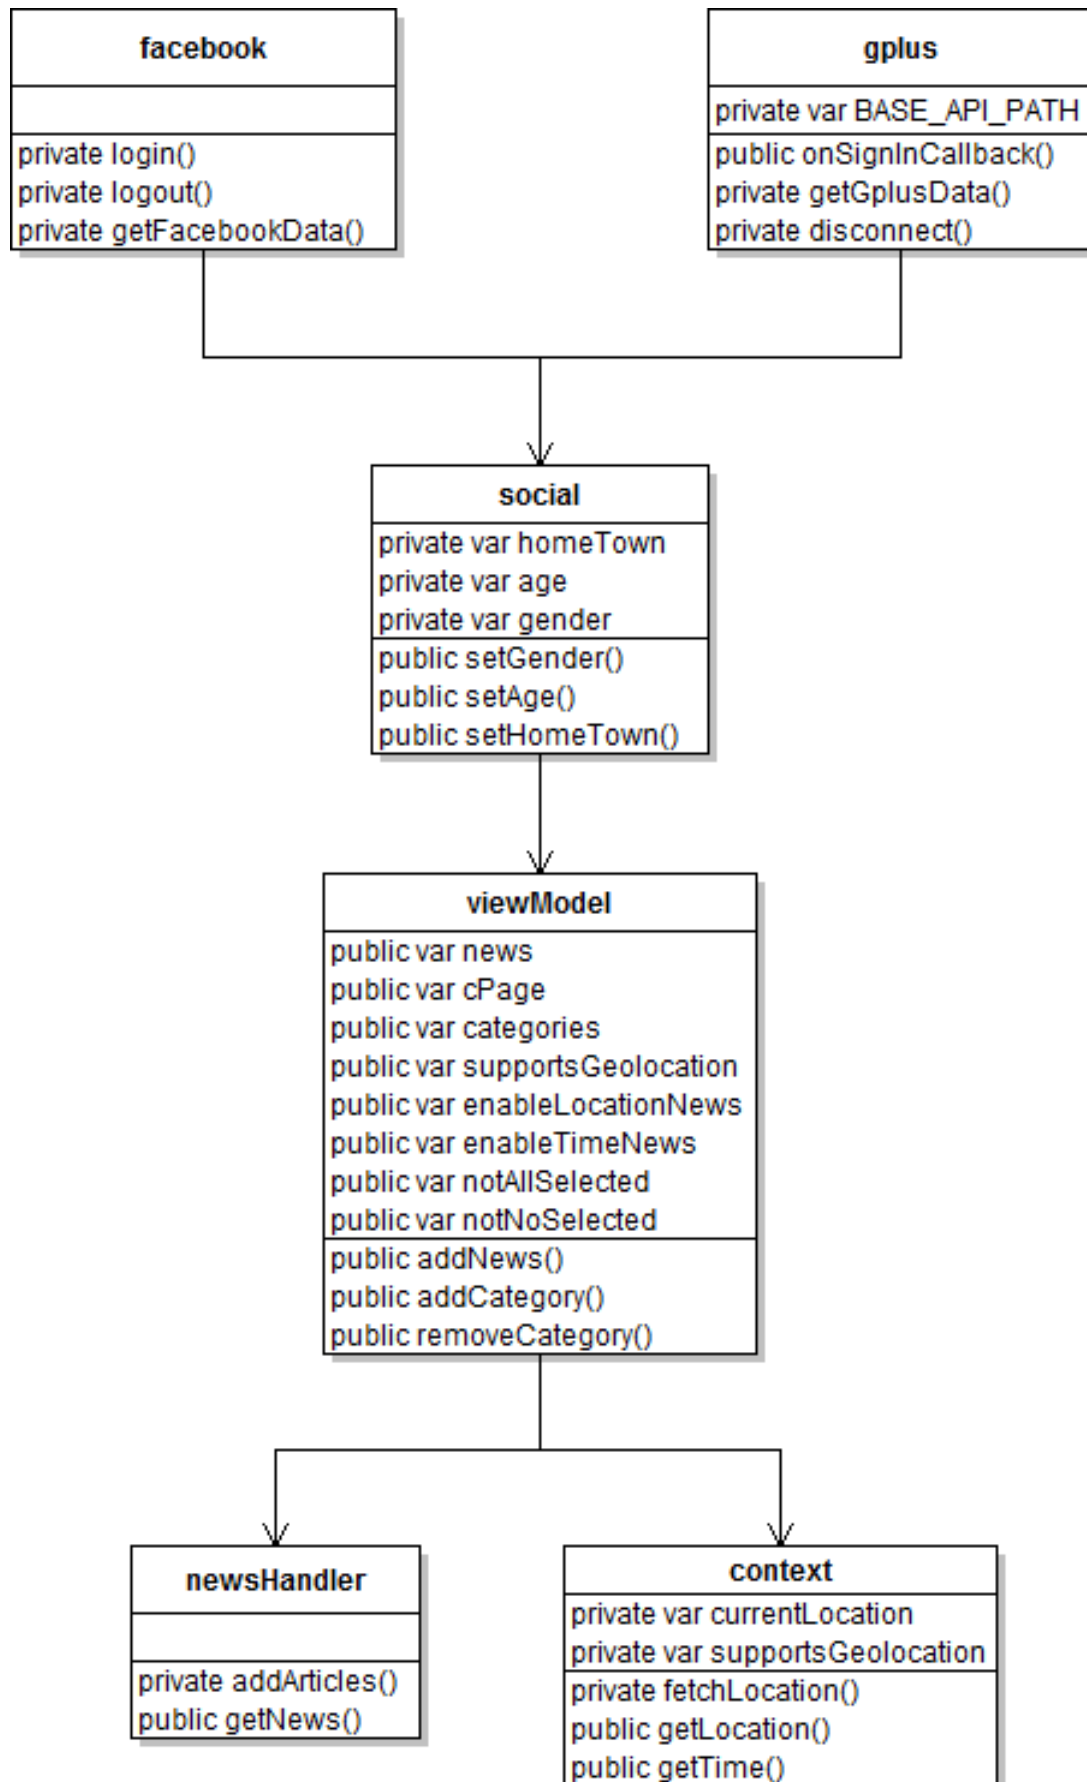 facebook
private login()
private logout()
private getFacebookData()
gplus
private var BASE_API_PATH
public onSignInCallback()
private getGplusData()
private disconnect()
social
private var homeTown
private var age
private var gender
public setGender()
public setAge()
public setHomeTown()
viewModel
public var news
public var cPage
public var categories
public var supportsGeolocation
public var enableLocationNews
public var enableTimeNews
public var notAllSelected
public var notNoSelected
public addNews()
public addCategory()
public removeCategory()
newsHandler
private addArticles()
public getNews()
context
private var currentLocation
private var supportsGeolocation
private fetchLocation()
public getLocation()
public getTime()